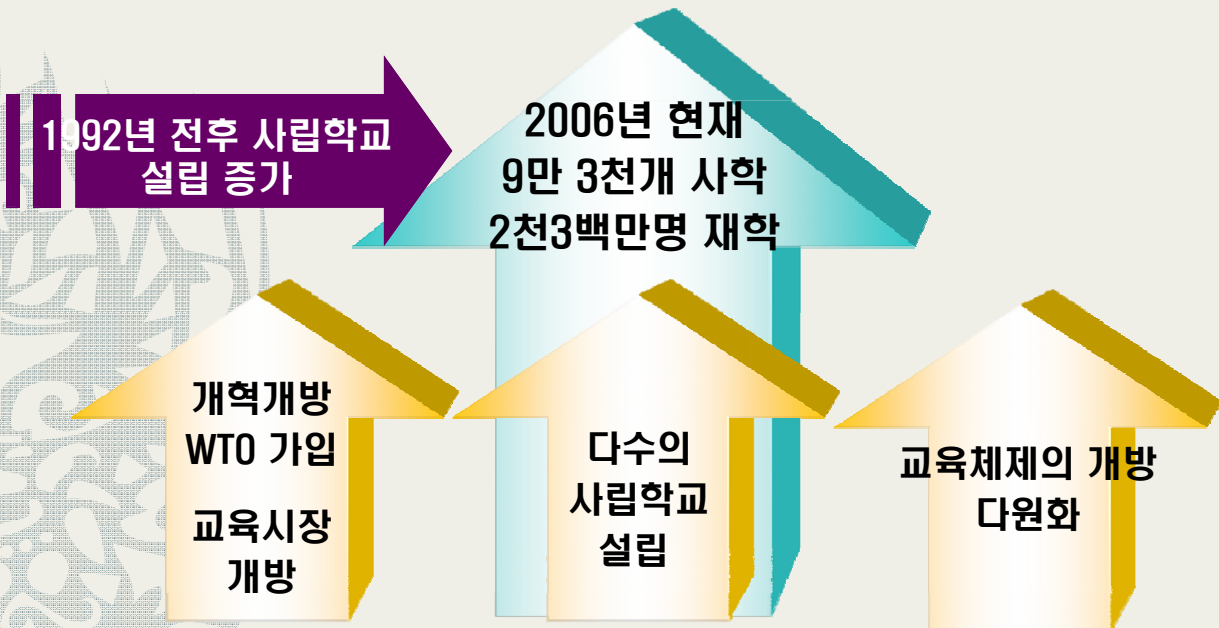 1992년 전후 사립학교
설립 증가
2006년 현재
9만 3천개 사학
2천3백만명 재학
개혁개방
WTO 가입
교육시장
개방
다수의
사립학교
설립
교육체제의 개방
다원화